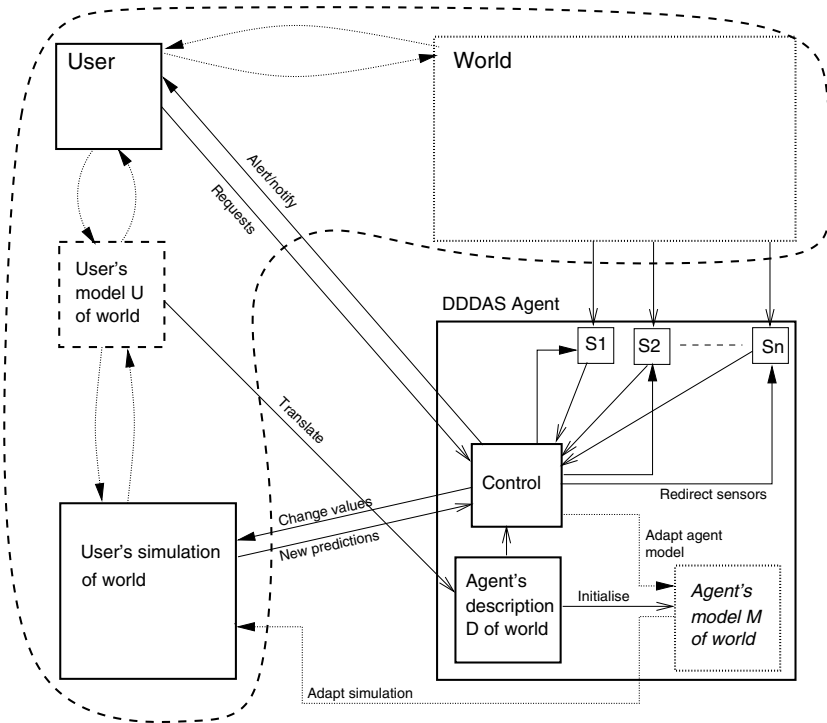 User
World
Alert/notify
Requests
User's
model U
of world
DDDAS Agent
S1
S2
Sn
Translate
Control
Redirect sensors
Change values
New predictions
User's simulation
of world
Adapt agent
model
Agent's
description
D of world
Initialise
Agent's
model M
of world
Adapt simulation